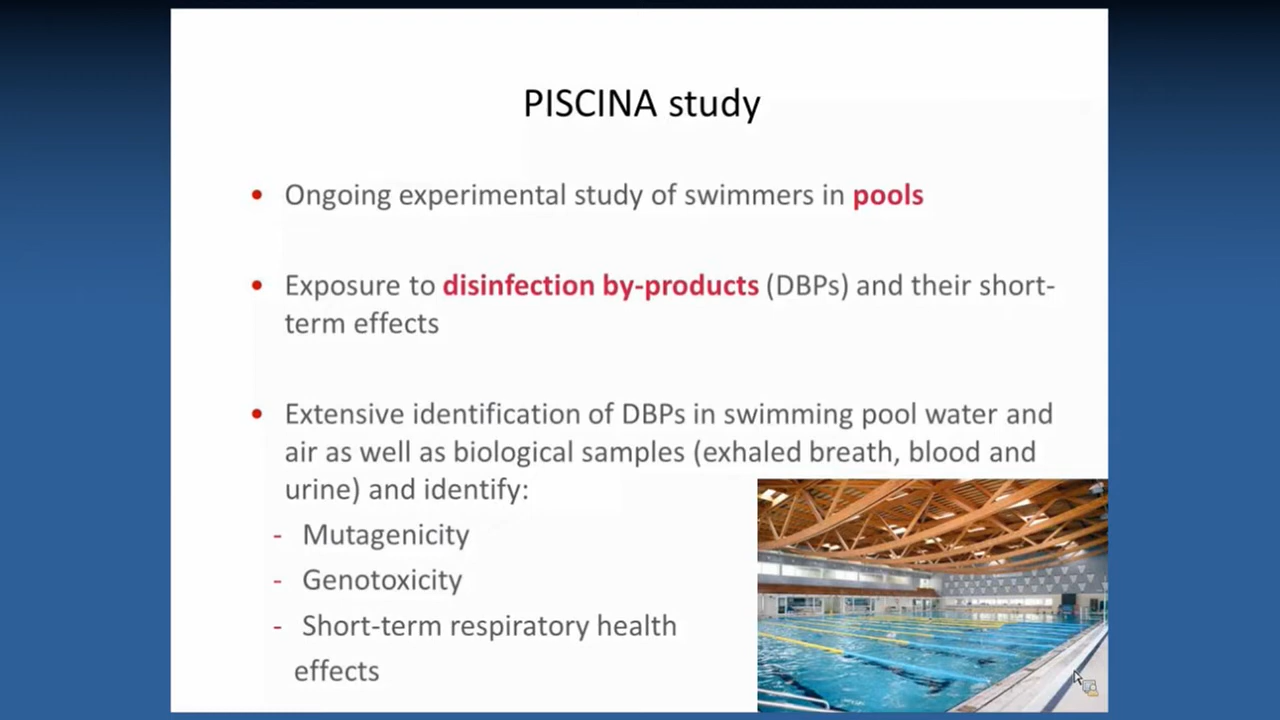 PISCINA study
• Ongoing experimental study of swimmers in pools
• Exposure to disinfection by-products (DBPs) and their short-
term effects
• Extensive identification of DBPs in swimming pool water and
air as well as biological samples (exhaled breath, blood and
urine) and identify:
- Mutagenicity
- Genotoxicity
- Short-term respiratory health
effects